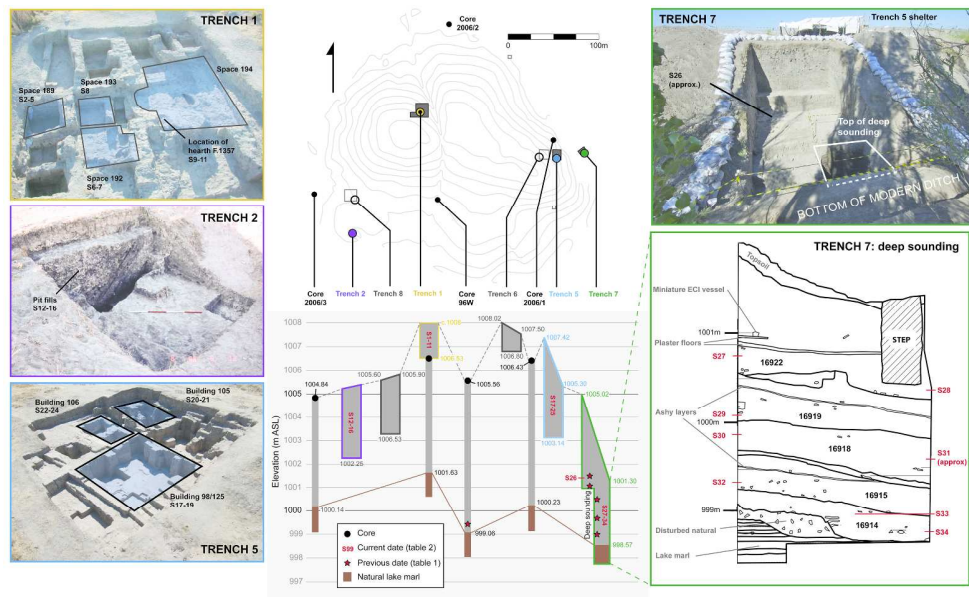 TRENCH 1
Space 194
Space 193
S8
Space 189
S2-5
Location of
hearth F.1357
S9-11
Space 192
S6-7
TRENCH 2
Pit fills
S12-16
Building 105
S20-21
Building 106
S22-24
Building 98/125
S17-19
TRENCH 5
Core
2006/2
0
100m
Core
2006/3
Trench 2
Trench 8
Trench 1
Core
96W
Trench 6
Core
2006/1
Trench 5
Trench 7
Elevation (m ASL)
1008
1007
1006
1005
1004
1003
1002
1001
1000
999
998
997
1004.84
1000.14
S12-16
1002.25
1005.60
1005.90
S1-11
1006.53
1001.63
1005.56
999.06
1008.02
1007.50
1006.43
1000.23
1007.42
1005.30
S17-25
1003.14
1005.02
1001.30
S26
Deep sounding
S27-34
998.57
Core
S99 Current date (table 2)
Previous date (table 1)
Natural lake marl
TRENCH 7
Trench 5 shelter
S26
(approx.)
Top of deep
sounding
BOTTOM OF MODERN DITCH
TRENCH 7: deep sounding
Topsoil
Miniature ECI vessel
1001m
Plaster floors
S27
16922
STEP
S28
Ashy layers
S29
16919
1000m
S30
16918
S31
(approx)
S32
16915
999m
S33
Disturbed natural
16914
S34
Lake marl